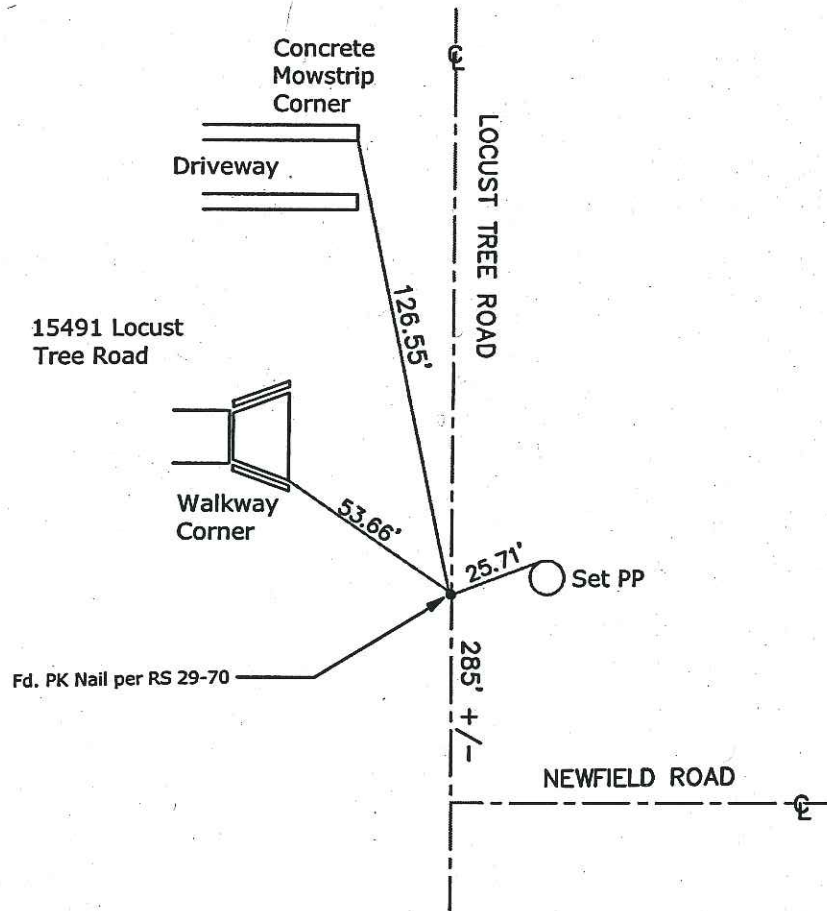 Concrete
Mowstrip
Corner
℄
LOCUST TREE ROAD
Driveway
126.55'
15491 Locust
Tree Road
Walkway
Corner
53.66'
25.71'
Set PP
Fd. PK Nail per RS 29-70
285' +/-
NEWFIELD ROAD
℄